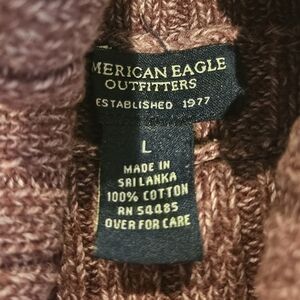 MERICAN EAGLE
OUTFITTERS
ESTABLISHED 1977
L
MADE IN
SRI LANKA
100% COTTON
RN 54485
OVER FOR CARE